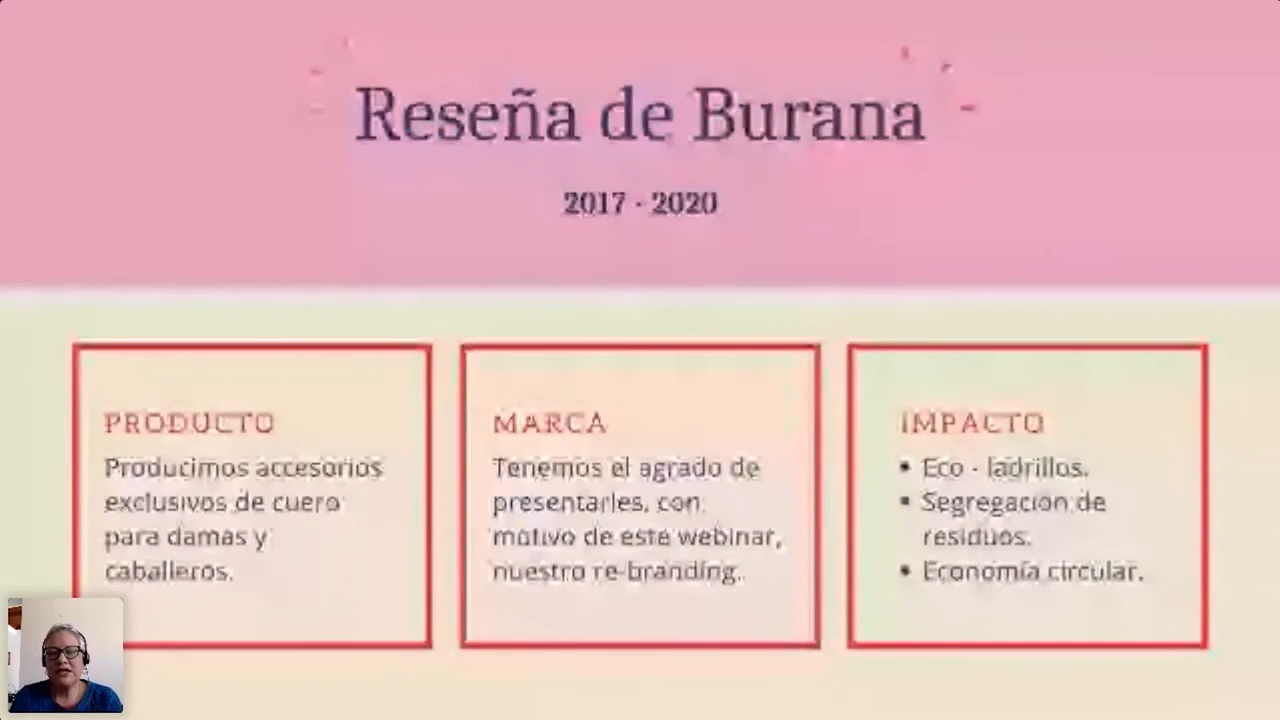 Reseña de Burana
2017 - 2020
PRODUCTO
Producimos accesorios
exclusivos de cuero
para damas y
caballeros.
MARCA
Tenemos el agrado de
presentarles, con
motivo de este webinar,
nuestro re-branding.
IMPACTO
• Eco - ladrillos.
• Segregación de
residuos.
• Economía circular.